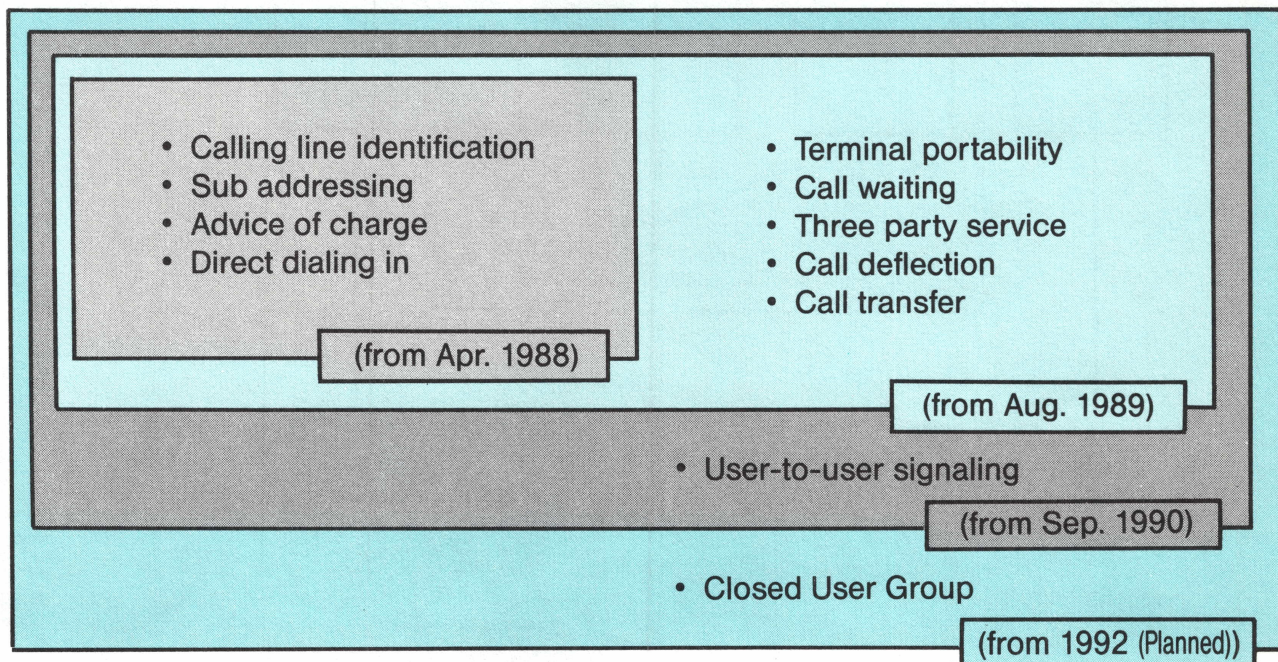 • Calling line identification
• Sub addressing
• Advice of charge
• Direct dialing in
(from Apr. 1988)
• Terminal portability
• Call waiting
• Three party service
• Call deflection
• Call transfer
(from Aug. 1989)
• User-to-user signaling
(from Sep. 1990)
• Closed User Group
(from 1992 (Planned))